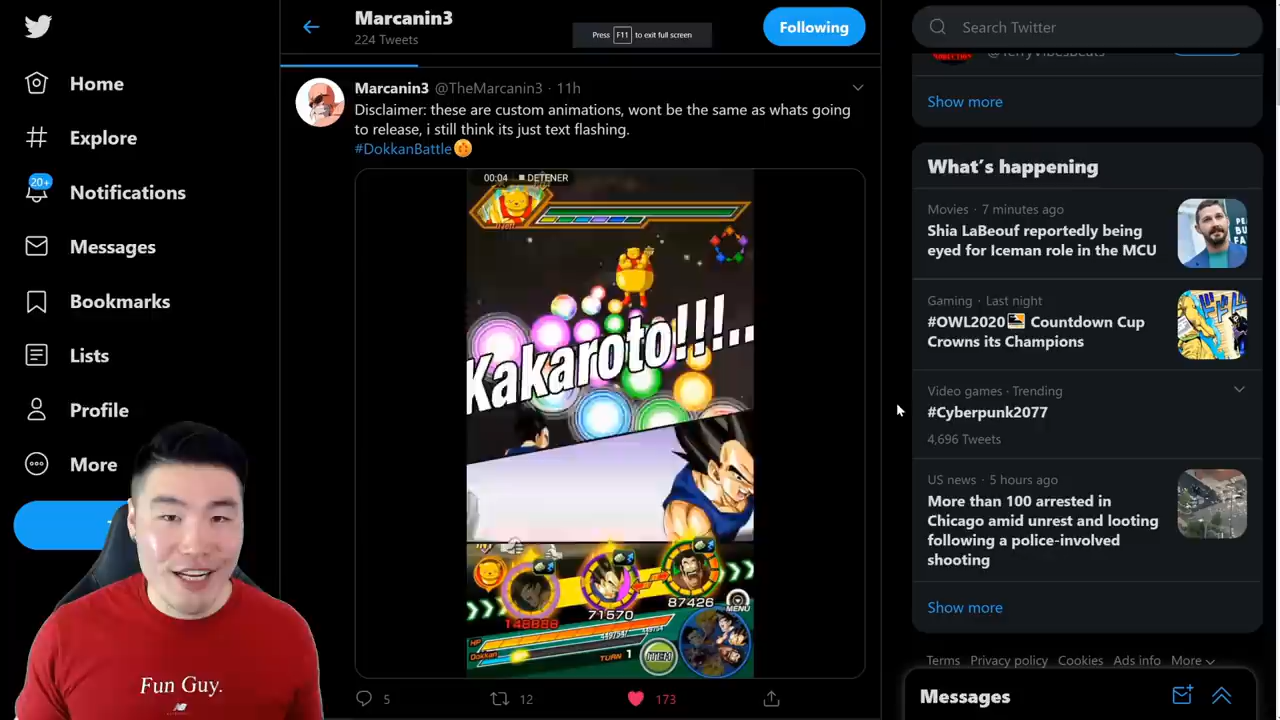 Marcanin3
224 Tweets
Press F11 to exit full screen
Following
Search Twitter
Home
Explore
20+
Notifications
Messages
Bookmarks
Lists
Profile
More
Marcanin3 @TheMarcanin3 · 11h
Disclaimer: these are custom animations, wont be the same as whats going
to release, i still think its just text flashing.
#DokkanBattle
00:04 DETENER
Kakaroto!!!..
148888
71570
87426
MENU
HP
449754/ 449754
Dokkan
TURN 1
ITEM
5
12
173
Fun Guy.
@TerryVibesBeats
Show more
What's happening
Movies · 7 minutes ago
Shia LaBeouf reportedly being
eyed for Iceman role in the MCU
Gaming · Last night
#OWL2020 Countdown Cup
Crowns its Champions
Video games · Trending
#Cyberpunk2077
4,696 Tweets
US news · 5 hours ago
More than 100 arrested in
Chicago amid unrest and looting
following a police-involved
shooting
Show more
Terms Privacy policy Cookies Ads info More
Messages